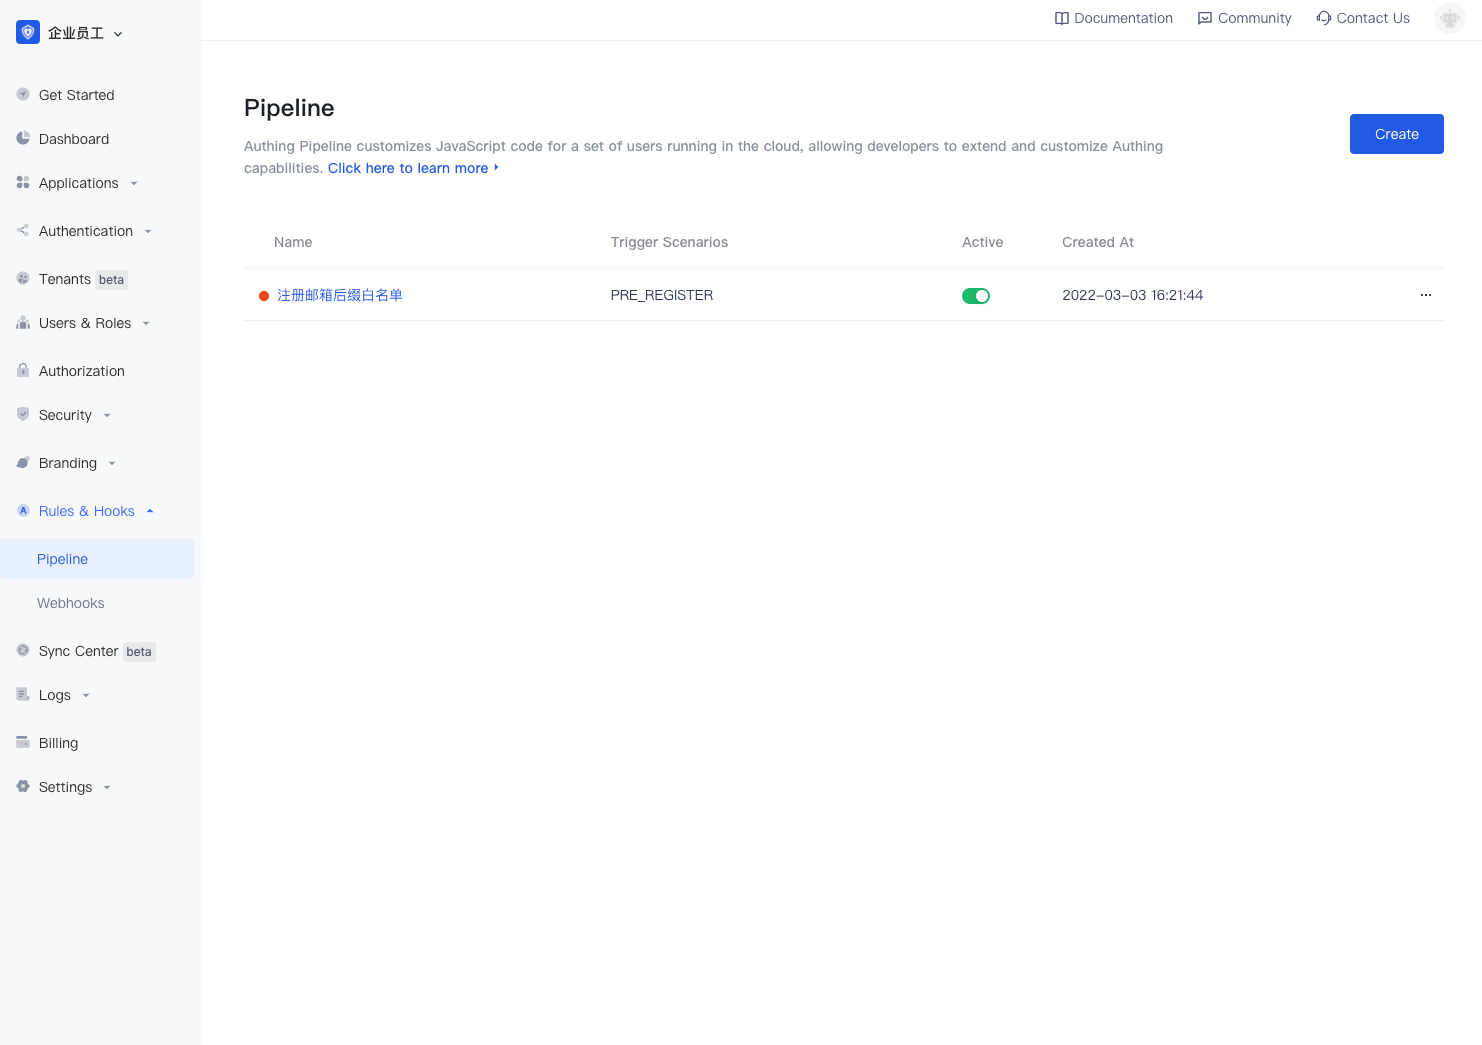 企业员工
Documentation
Community
Contact Us
Get Started
Dashboard
Applications
Authentication
Tenants beta
Users & Roles
Authorization
Security
Branding
A Rules & Hooks
Pipeline
Webhooks
Sync Center beta
Logs
Billing
Settings
Pipeline
Authing Pipeline customizes JavaScript code for a set of users running in the cloud, allowing developers to extend and customize Authing
capabilities. Click here to learn more
Create
Name Trigger Scenarios Active Created At
注册邮箱后缀白名单 PRE_REGISTER 2022-03-03 16:21:44 ···